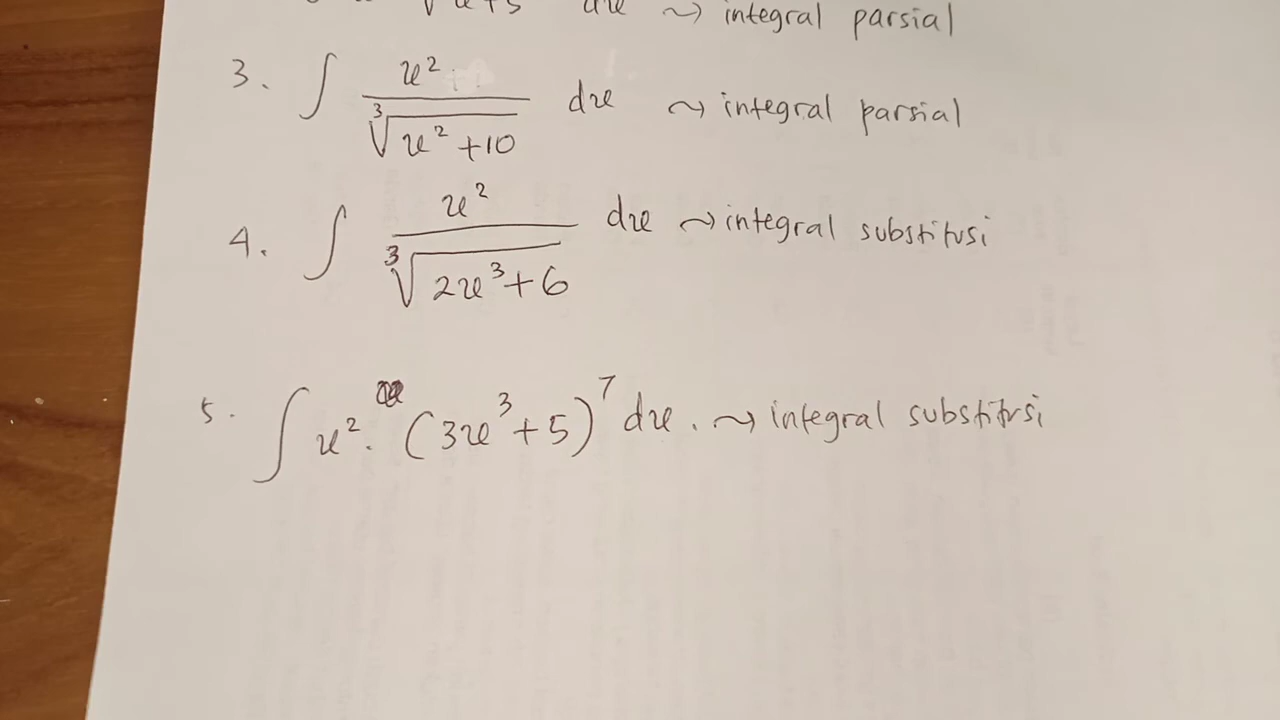 √x+5 dx ~> integral parsial
3. ∫ x² / ∛(x² +10) dx ~> integral parsial
4. ∫ x² / ∛(2x³+6) dx ~> integral substitusi
5. ∫ x² . (3x³+5)⁷ dx . ~> integral substitusi